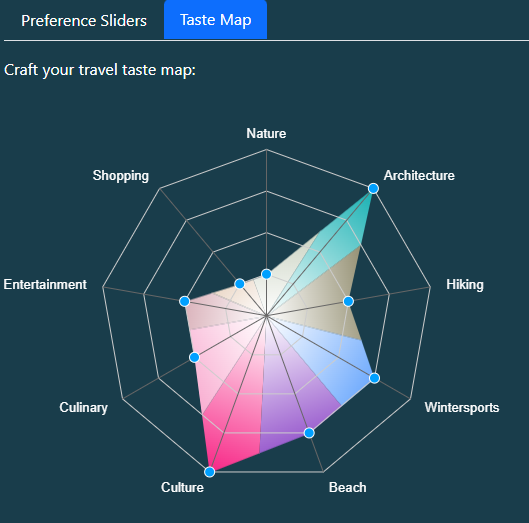 Preference Sliders
Taste Map
Craft your travel taste map:
Nature
Shopping
Architecture
Entertainment
Hiking
Culinary
Wintersports
Culture
Beach